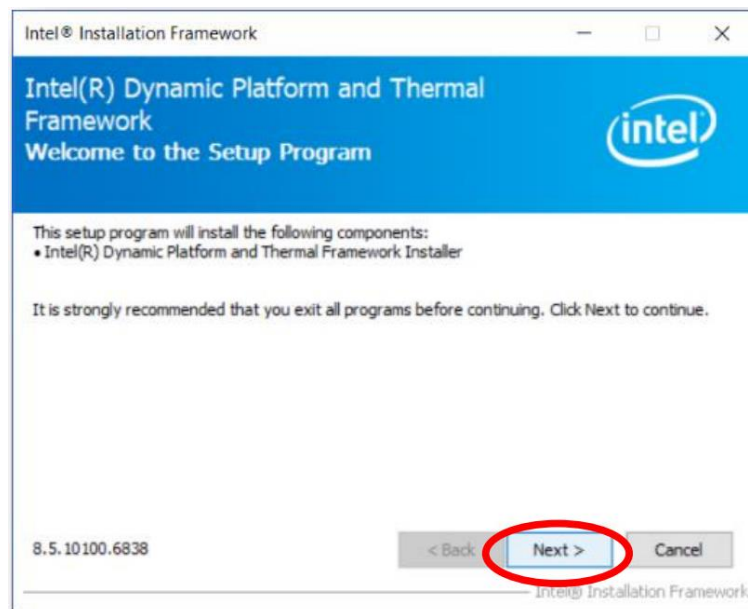 Intel® Installation Framework
Intel(R) Dynamic Platform and Thermal
Framework
Welcome to the Setup Program
intel
This setup program will install the following components:
• Intel(R) Dynamic Platform and Thermal Framework Installer
It is strongly recommended that you exit all programs before continuing. Click Next to continue.
8.5.10100.6838
< Back Next > Cancel
Intel® Installation Framework